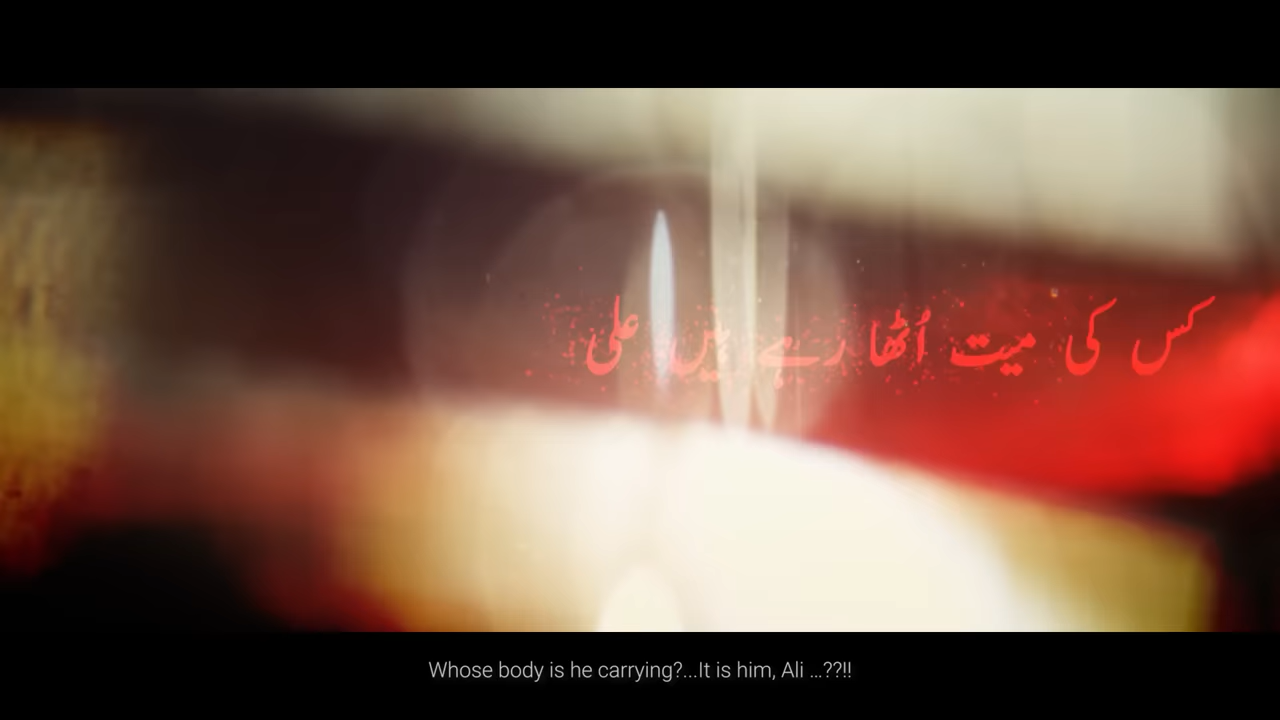 کس کی میت اُٹھا رہے ہیں علی
Whose body is he carrying?...It is him, Ali ...??!!